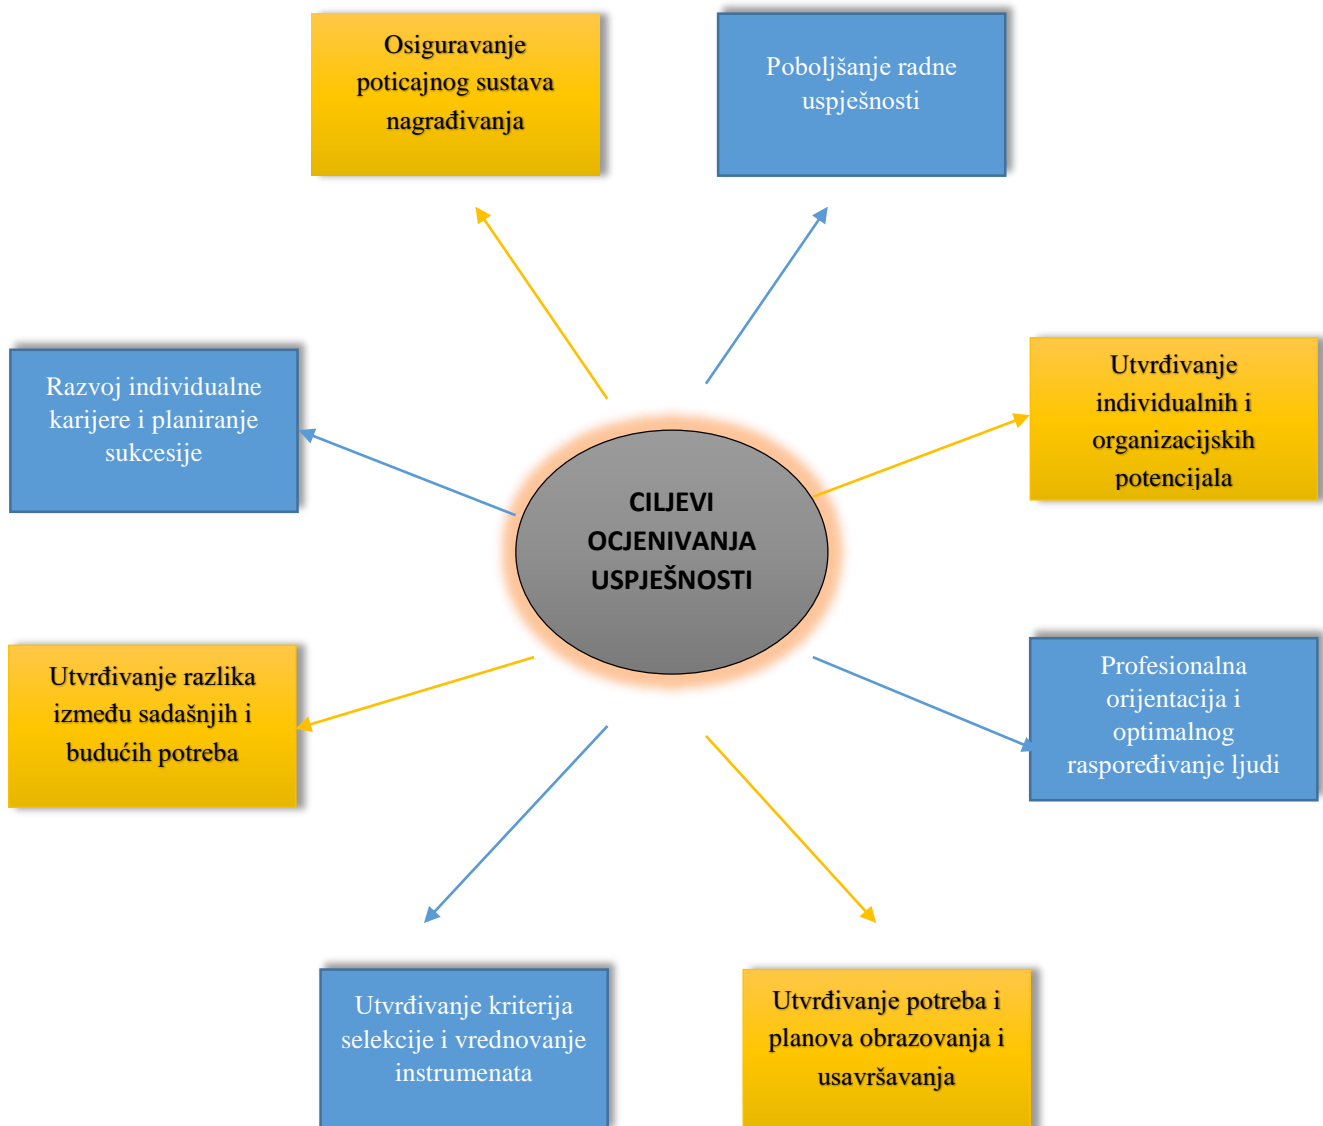 Osiguravanje
poticajnog sustava
nagrađivanja
Poboljšanje radne
uspješnosti
Razvoj individualne
karijere i planiranje
sukcesije
Utvrđivanje
individualnih i
organizacijskih
potencijala
CILJEVI
OCJENIVANJA
USPJEŠNOSTI
Utvrđivanje razlika
između sadašnjih i
budućih potreba
Profesionalna
orijentacija i
optimalnog
raspoređivanje ljudi
Utvrđivanje kriterija
selekcije i vrednovanje
instrumenata
Utvrđivanje potreba i
planova obrazovanja i
usavršavanja